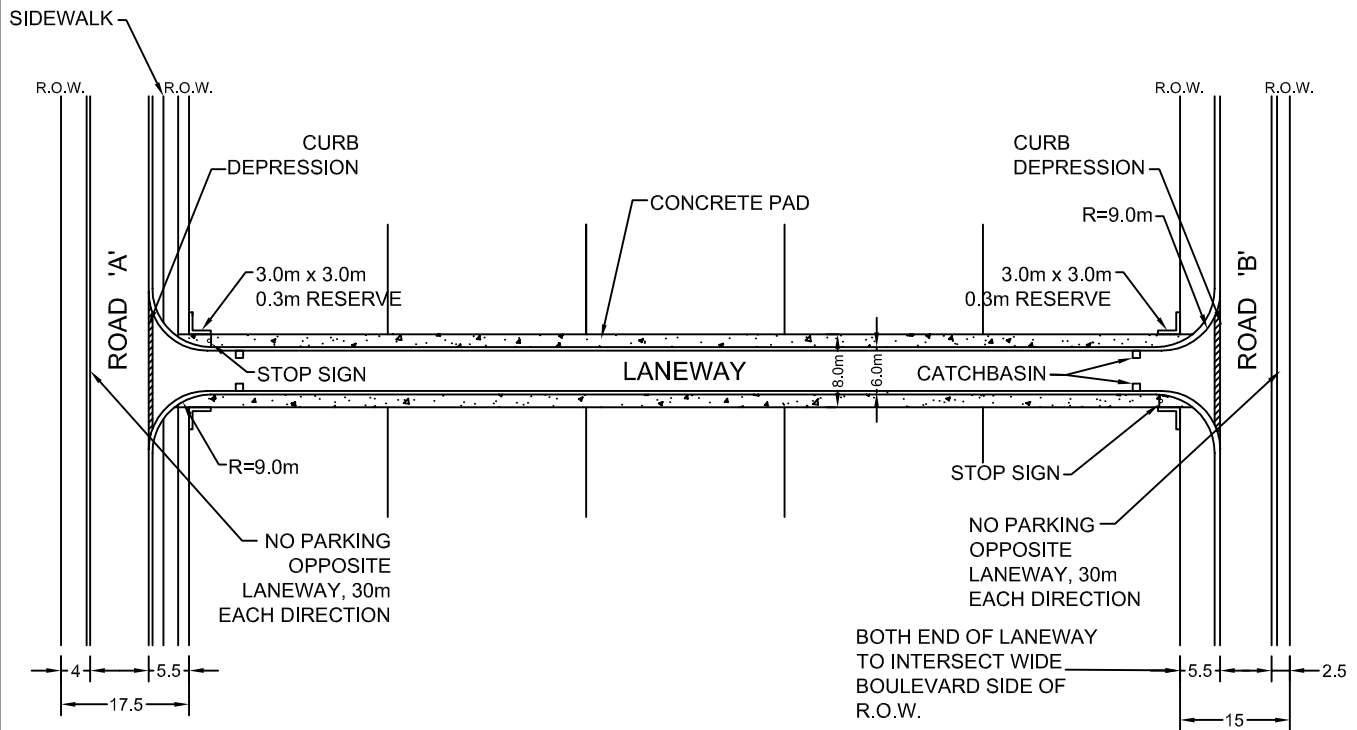 SIDEWALK
R.O.W.
R.O.W.
R.O.W.
R.O.W.
CURB
DEPRESSION
CURB
DEPRESSION
CONCRETE PAD
R=9.0m
ROAD 'A'
3.0m x 3.0m
0.3m RESERVE
3.0m x 3.0m
0.3m RESERVE
ROAD 'B'
STOP SIGN
LANEWAY
8.0m
6.0m
CATCHBASIN
R=9.0m
STOP SIGN
NO PARKING
OPPOSITE
LANEWAY, 30m
EACH DIRECTION
NO PARKING
OPPOSITE
LANEWAY, 30m
EACH DIRECTION
BOTH END OF LANEWAY
TO INTERSECT WIDE
BOULEVARD SIDE OF
R.O.W.
4
5.5
17.5
5.5
2.5
15